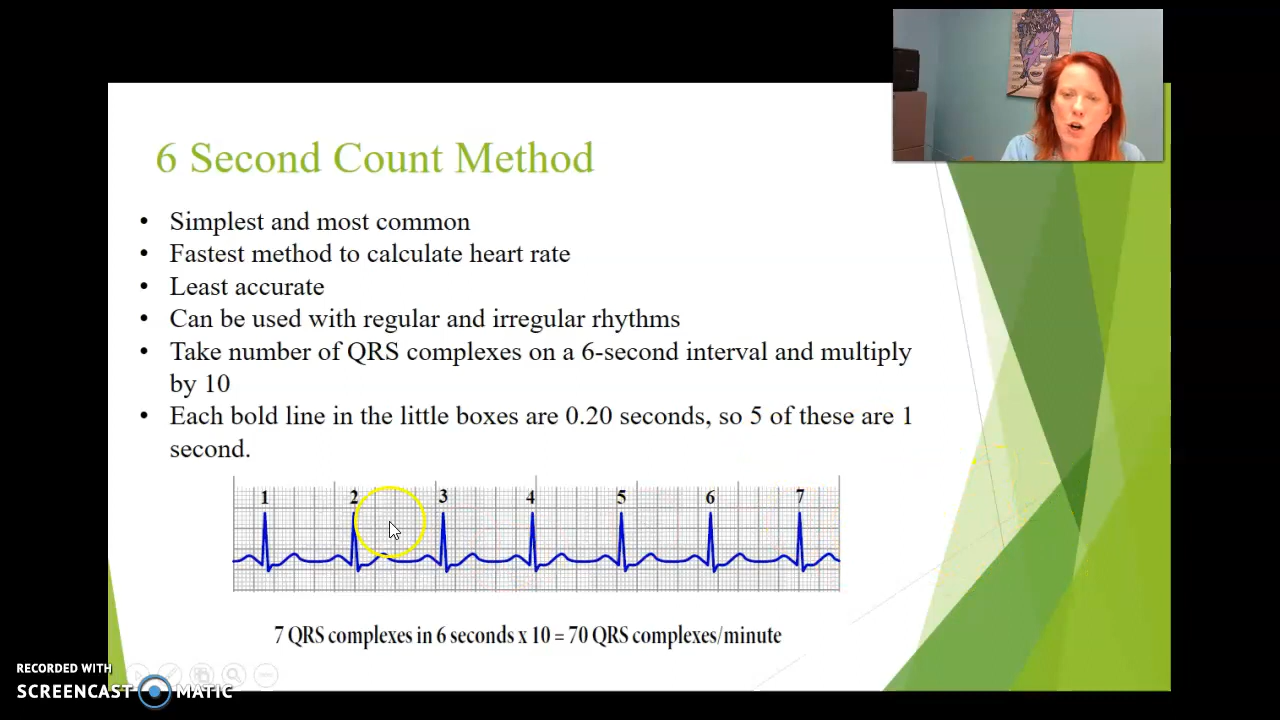 6 Second Count Method
• Simplest and most common
• Fastest method to calculate heart rate
• Least accurate
• Can be used with regular and irregular rhythms
• Take number of QRS complexes on a 6-second interval and multiply
by 10
• Each bold line in the little boxes are 0.20 seconds, so 5 of these are 1
second.
1 2 3 4 5 6 7
7 QRS complexes in 6 seconds x 10 = 70 QRS complexes/minute
RECORDED WITH
SCREENCAST MATIC